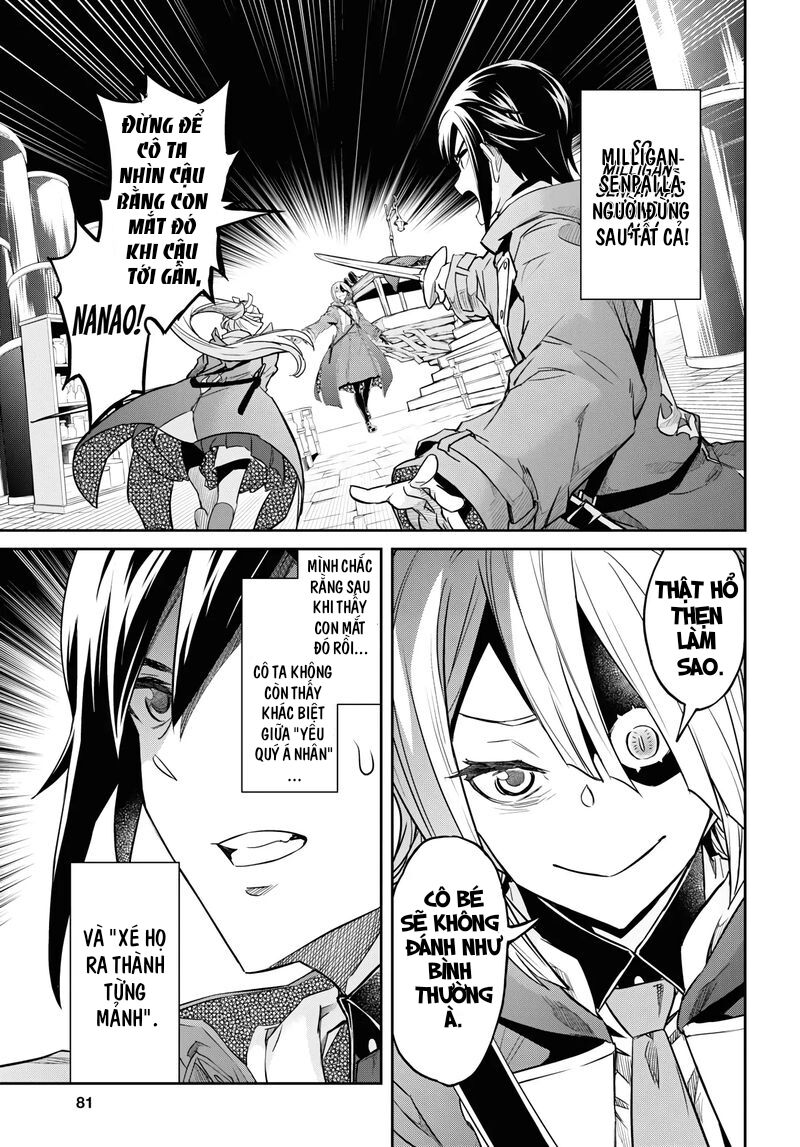 SO
MILLIGAN-
MILLIGAN-
SENPAI LÀ
NGƯỜI ĐỨNG
SAU TẤT CẢ!
ĐỪNG ĐỂ
CÔ TA
NHÌN CẬU
BẰNG CON
MẮT ĐÓ
KHI CẬU
TỚI GẦN,
NANAO!
THẬT HỔ
THẸN
LÀM
SAO.
CÔ BÉ
SẼ KHÔNG
ĐÁNH NHƯ
BÌNH
THƯỜNG
À.
MÌNH CHẮC
RẰNG SAU
KHI THẤY
CON MẮT
ĐÓ RỒI...
CÔ TA KHÔNG
CÒN THẤY
KHÁC BIỆT
GIỮA "YÊU
QUÝ Á NHÂN"
...
VÀ "XÉ HỌ
RA THÀNH
TỪNG
MẢNH".
81